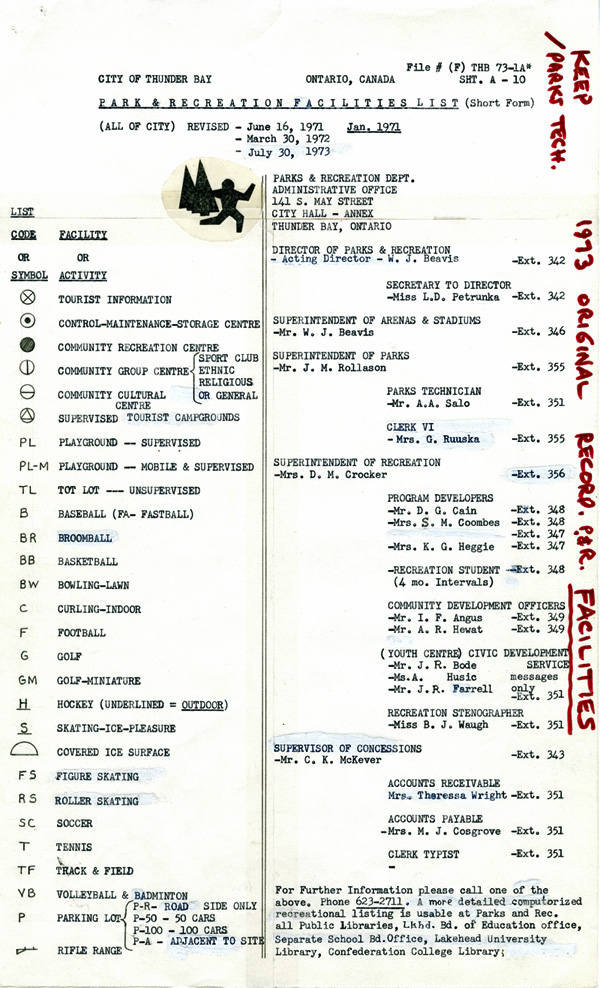 File # (F) THB 73-1A*
CITY OF THUNDER BAY ONTARIO, CANADA SHT. A - 10
PARK & RECREATION FACILITIES LIST (Short Form)
(ALL OF CITY) REVISED - June 16, 1971 Jan. 1971
- March 30, 1972
- July 30, 1973
KEEP
/PARKS TECH.
1973 ORIGINAL RECORD. P&R. FACILITIES
LIST
CODE FACILITY
OR OR
SYMBOL ACTIVITY
TOURIST INFORMATION
CONTROL-MAINTENANCE-STORAGE CENTRE
COMMUNITY RECREATION CENTRE
COMMUNITY GROUP CENTRE
COMMUNITY CULTURAL CENTRE
SPORT CLUB
ETHNIC
RELIGIOUS
OR GENERAL
SUPERVISED TOURIST CAMPGROUNDS
PL PLAYGROUND -- SUPERVISED
PL-M PLAYGROUND -- MOBILE & SUPERVISED
TL TOT LOT --- UNSUPERVISED
B BASEBALL (FA- FASTBALL)
BR BROOMBALL
BB BASKETBALL
BW BOWLING-LAWN
C CURLING-INDOOR
F FOOTBALL
G GOLF
GM GOLF-MINIATURE
H HOCKEY (UNDERLINED = OUTDOOR)
S SKATING-ICE-PLEASURE
COVERED ICE SURFACE
FS FIGURE SKATING
RS ROLLER SKATING
SC SOCCER
T TENNIS
TF TRACK & FIELD
VB VOLLEYBALL & BADMINTON
P PARKING LOT
P-R- ROAD SIDE ONLY
P-50 - 50 CARS
P-100 - 100 CARS
P-A - ADJACENT TO SITE
RIFLE RANGE
PARKS & RECREATION DEPT.
ADMINISTRATIVE OFFICE
141 S. MAY STREET
CITY HALL - ANNEX
THUNDER BAY, ONTARIO
DIRECTOR OF PARKS & RECREATION
- Acting Director - W. J. Beavis -Ext. 342
SECRETARY TO DIRECTOR
-Miss L.D. Petrunka -Ext. 342
SUPERINTENDENT OF ARENAS & STADIUMS
-Mr. W. J. Beavis -Ext. 346
SUPERINTENDENT OF PARKS
-Mr. J. M. Rollason -Ext. 355
PARKS TECHNICIAN
-Mr. A.A. Salo -Ext. 351
CLERK VI
- Mrs. G. Ruuska -Ext. 355
SUPERINTENDENT OF RECREATION
-Mrs. D. M. Crocker -Ext. 356
PROGRAM DEVELOPERS
-Mr. D. G. Cain -Ext. 348
-Mrs. S. M. Coombes -Ext. 348
-Ext. 347
-Mrs. K. G. Heggie -Ext. 347
-RECREATION STUDENT -Ext. 348
(4 mo. Intervals)
COMMUNITY DEVELOPMENT OFFICERS
-Mr. I. F. Angus -Ext. 349
-Mr. A. R. Hewat -Ext. 349
(YOUTH CENTRE) CIVIC DEVELOPMENT
-Mr. J. R. Bode SERVICE
-Ms.A. Husic messages
-Mr. J.R. Farrell only
-Ext. 351
RECREATION STENOGRAPHER
-Miss B. J. Waugh -Ext. 351
SUPERVISOR OF CONCESSIONS
-Mr. C. K. McKever -Ext. 343
ACCOUNTS RECEIVABLE
Mrs. Theressa Wright -Ext. 351
ACCOUNTS PAYABLE
-Mrs. M. J. Cosgrove -Ext. 351
CLERK TYPIST -Ext. 351
-
For Further Information please call one of the
above. Phone 623-2711. A more detailed computorized
recreational listing is usable at Parks and Rec.
all Public Libraries, Lkhd. Bd. of Education office,
Separate School Bd.Office, Lakehead University
Library, Confederation College Library;